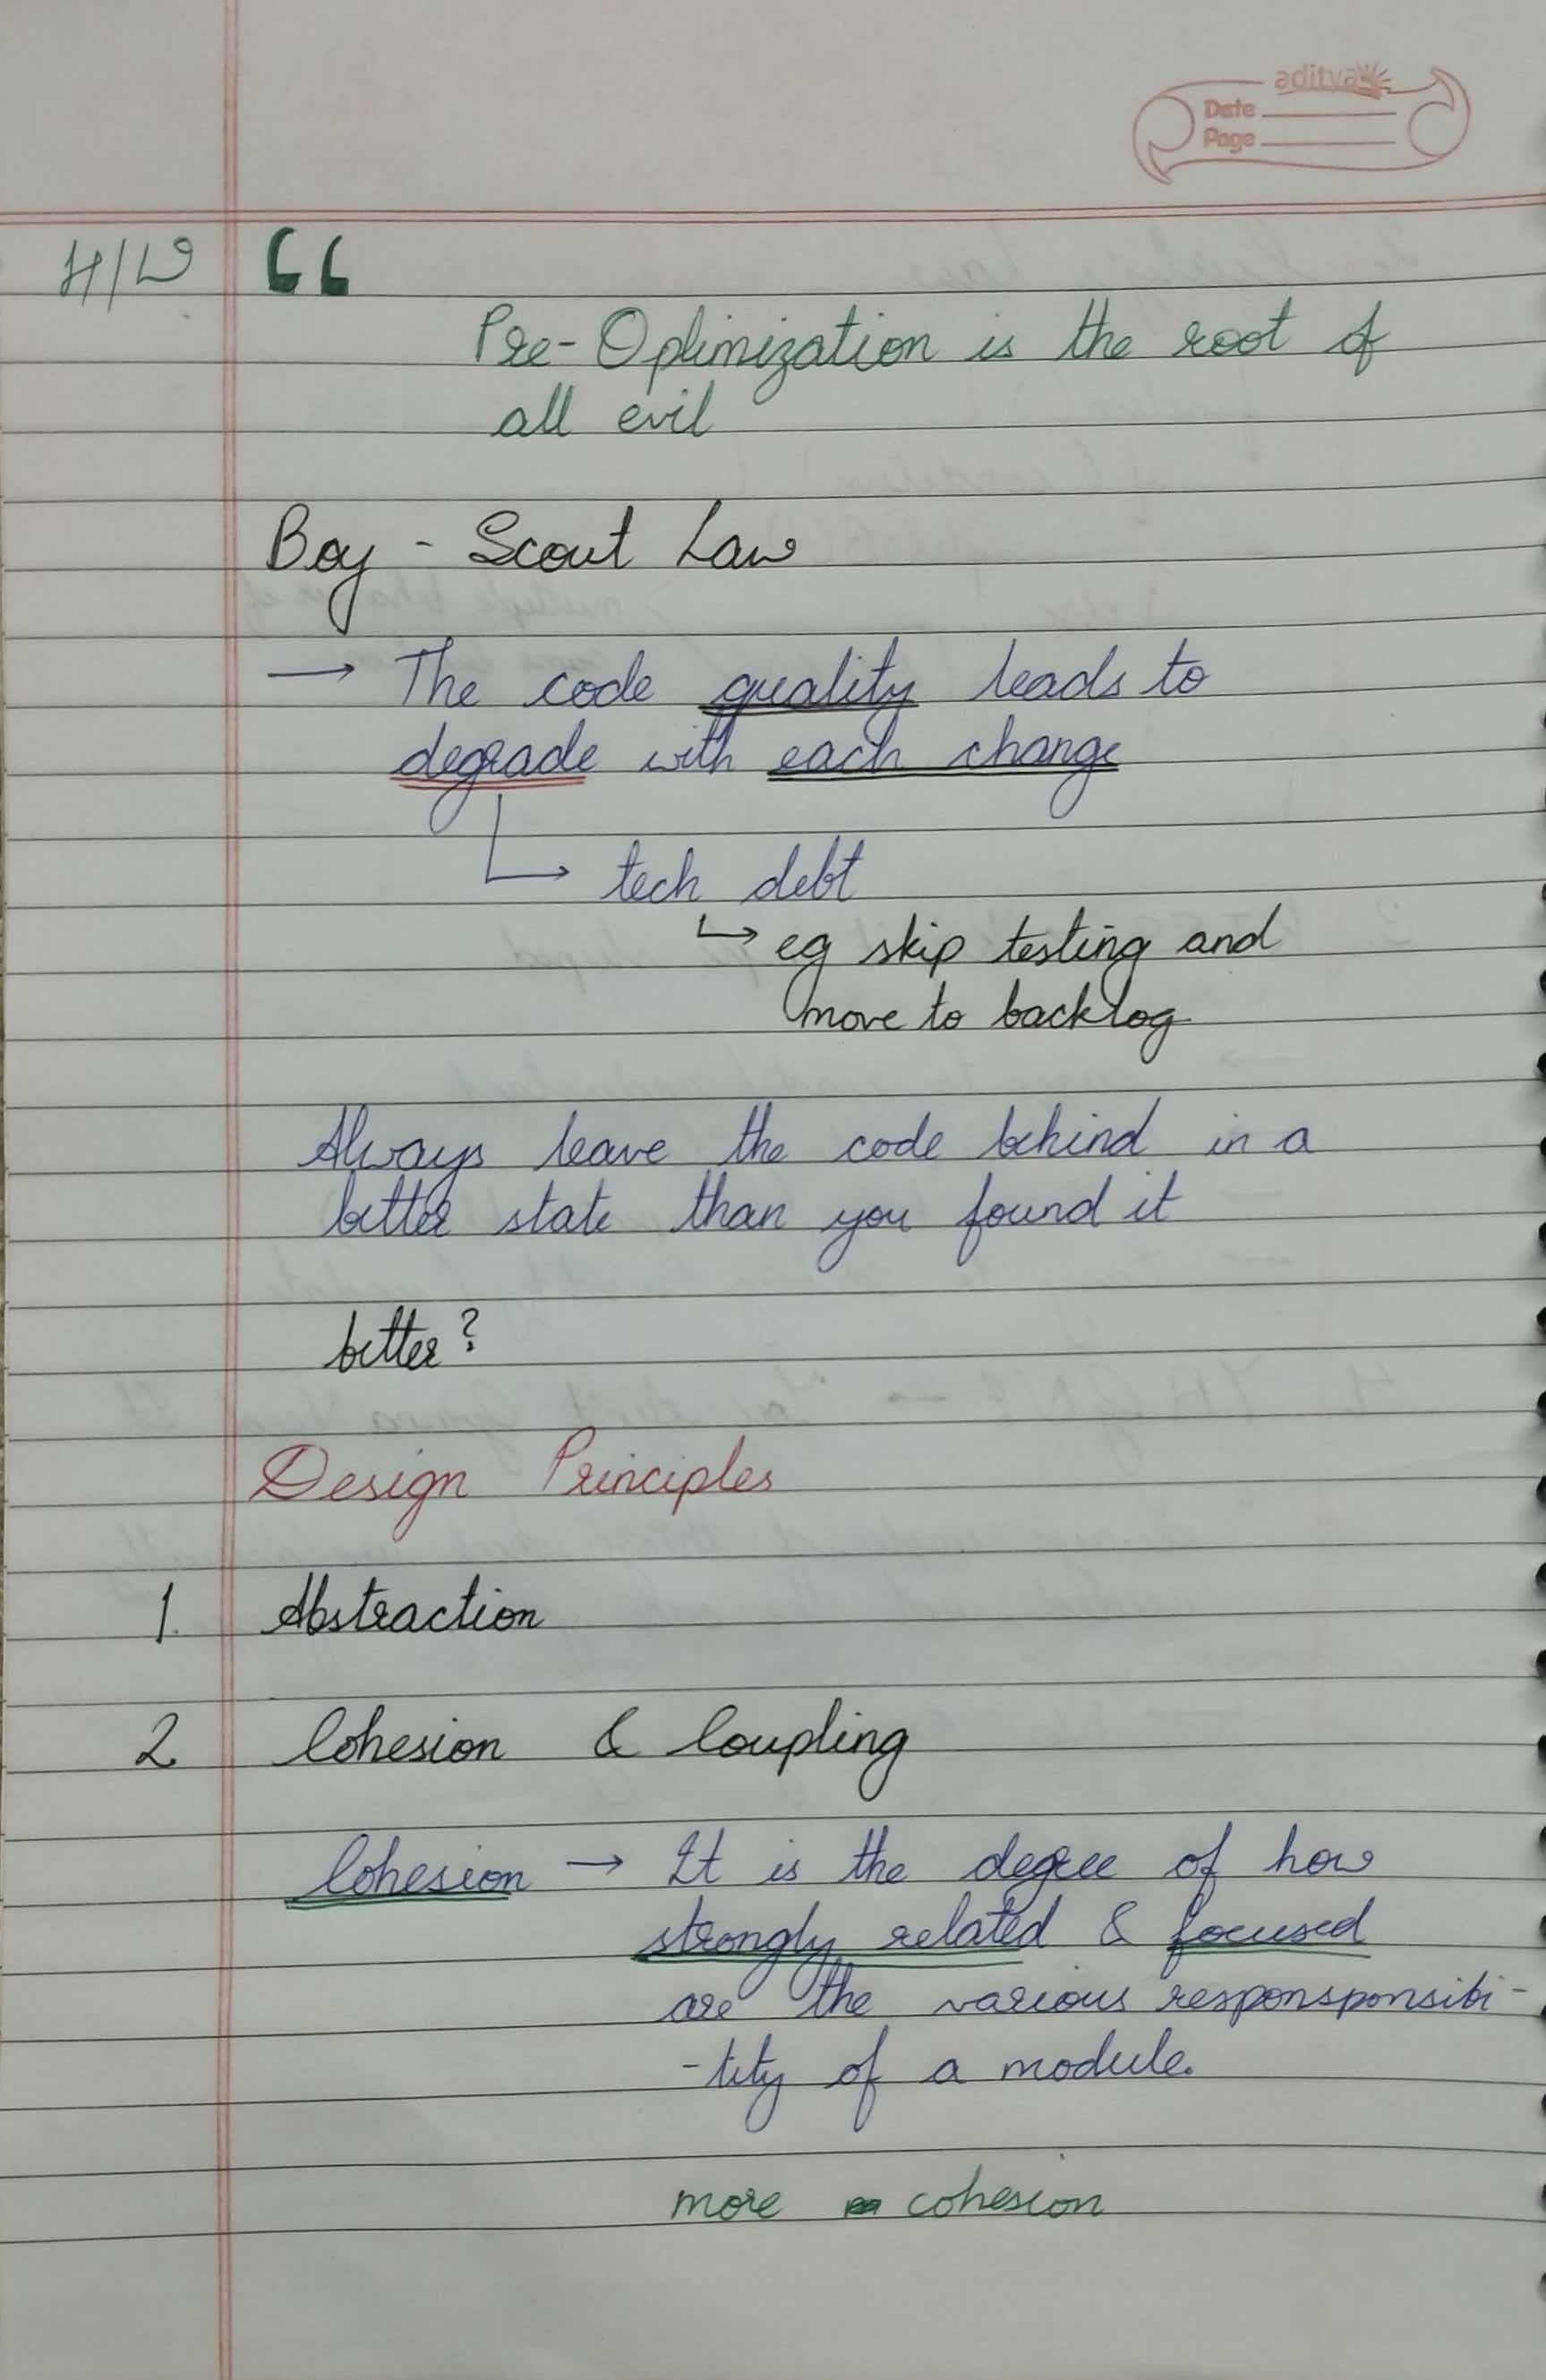 aditya
Date
Page
H/W “
Pre-Optimization is the root of
all evil
Boy - Scout Law
→ The code quality leads to
degrade with each change
↳ tech debt
↳ eg skip testing and
move to backlog
Always leave the code behind in a
better state than you found it
better?
Design Principles
1. Abstraction
2 Cohesion & Coupling
Cohesion → It is the degree of how
strongly related & focused
are the various responsponsibi-
-tity of a module.
more cohesion